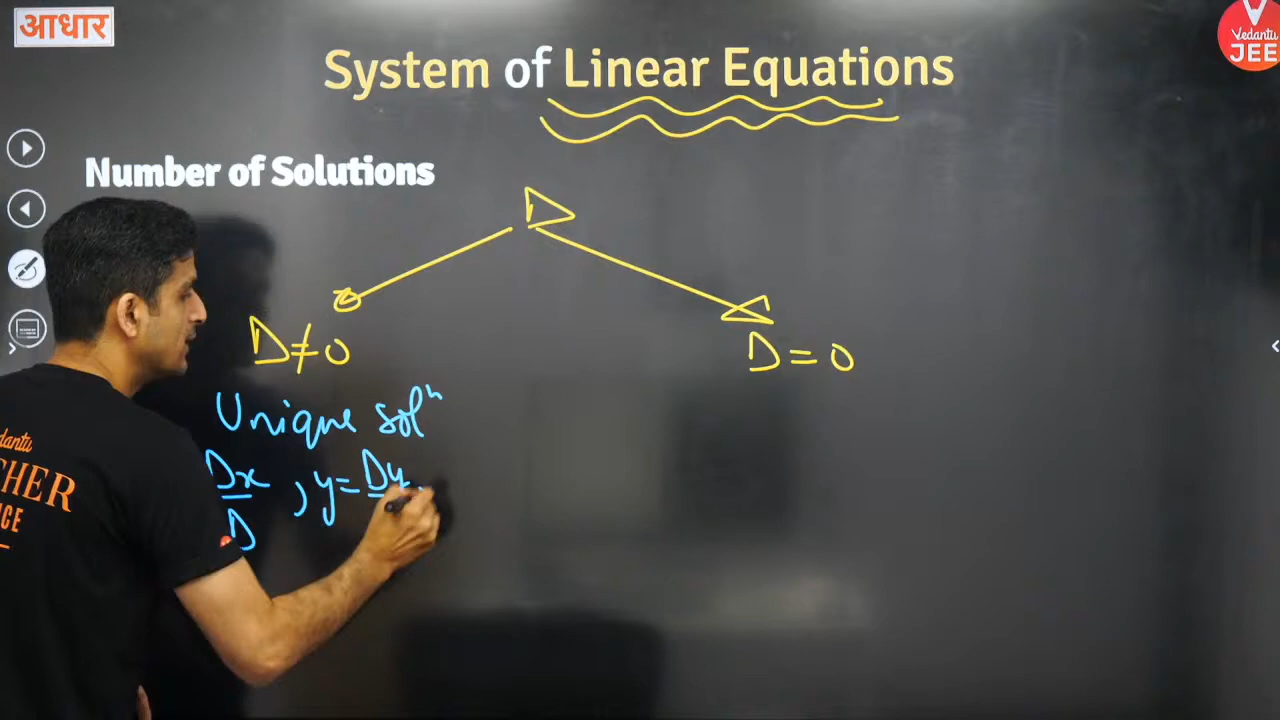 आधार
Vedantu
JEE
System of Linear Equations
Number of Solutions
D
D≠0
D=0
Unique solⁿ
Dx/D , y = Dy